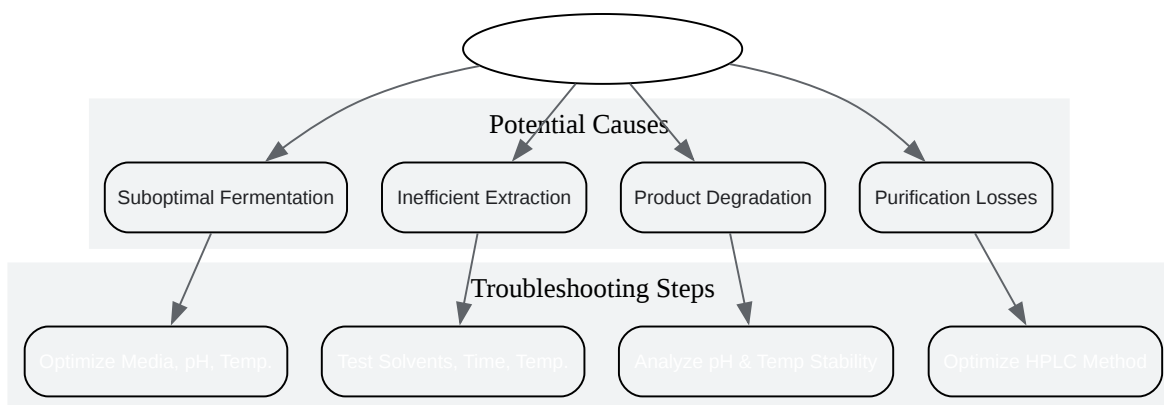 Potential Causes
Suboptimal Fermentation
Inefficient Extraction
Product Degradation
Purification Losses
Troubleshooting Steps
Optimize Media, pH, Temp.
Test Solvents, Time, Temp.
Analyze pH & Temp Stability
Optimize HPLC Method